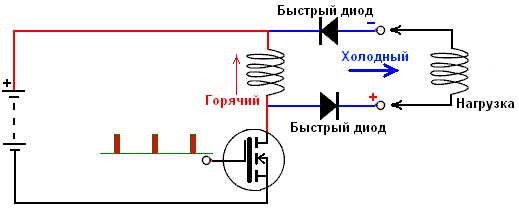 Быстрый диод
–
Холодный
+
Горячий
+
Нагрузка
Быстрый диод